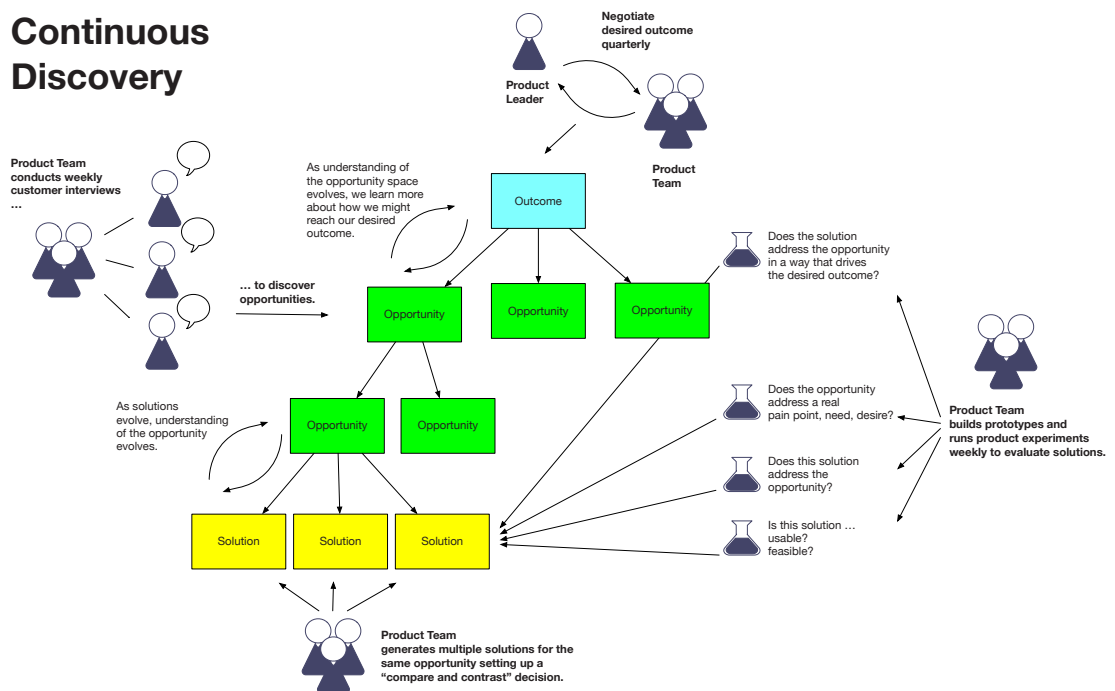 Continuous
Discovery
Negotiate
desired outcome
quarterly
Product
Leader
Product
Team
Product Team
conducts weekly
customer interviews
...
As understanding of
the opportunity space
evolves, we learn more
about how we might
reach our desired
outcome.
Outcome
Does the solution
address the opportunity
in a way that drives
the desired outcome?
... to discover
opportunities.
Opportunity
Opportunity
Opportunity
As solutions
evolve, understanding
of the opportunity
evolves.
Opportunity
Opportunity
Does the opportunity
address a real
pain point, need, desire?
Product Team
builds prototypes and
runs product experiments
weekly to evaluate solutions.
Does this solution
address the
opportunity?
Solution
Solution
Solution
Is this solution ...
usable?
feasible?
Product Team
generates multiple solutions for the
same opportunity setting up a
“compare and contrast” decision.